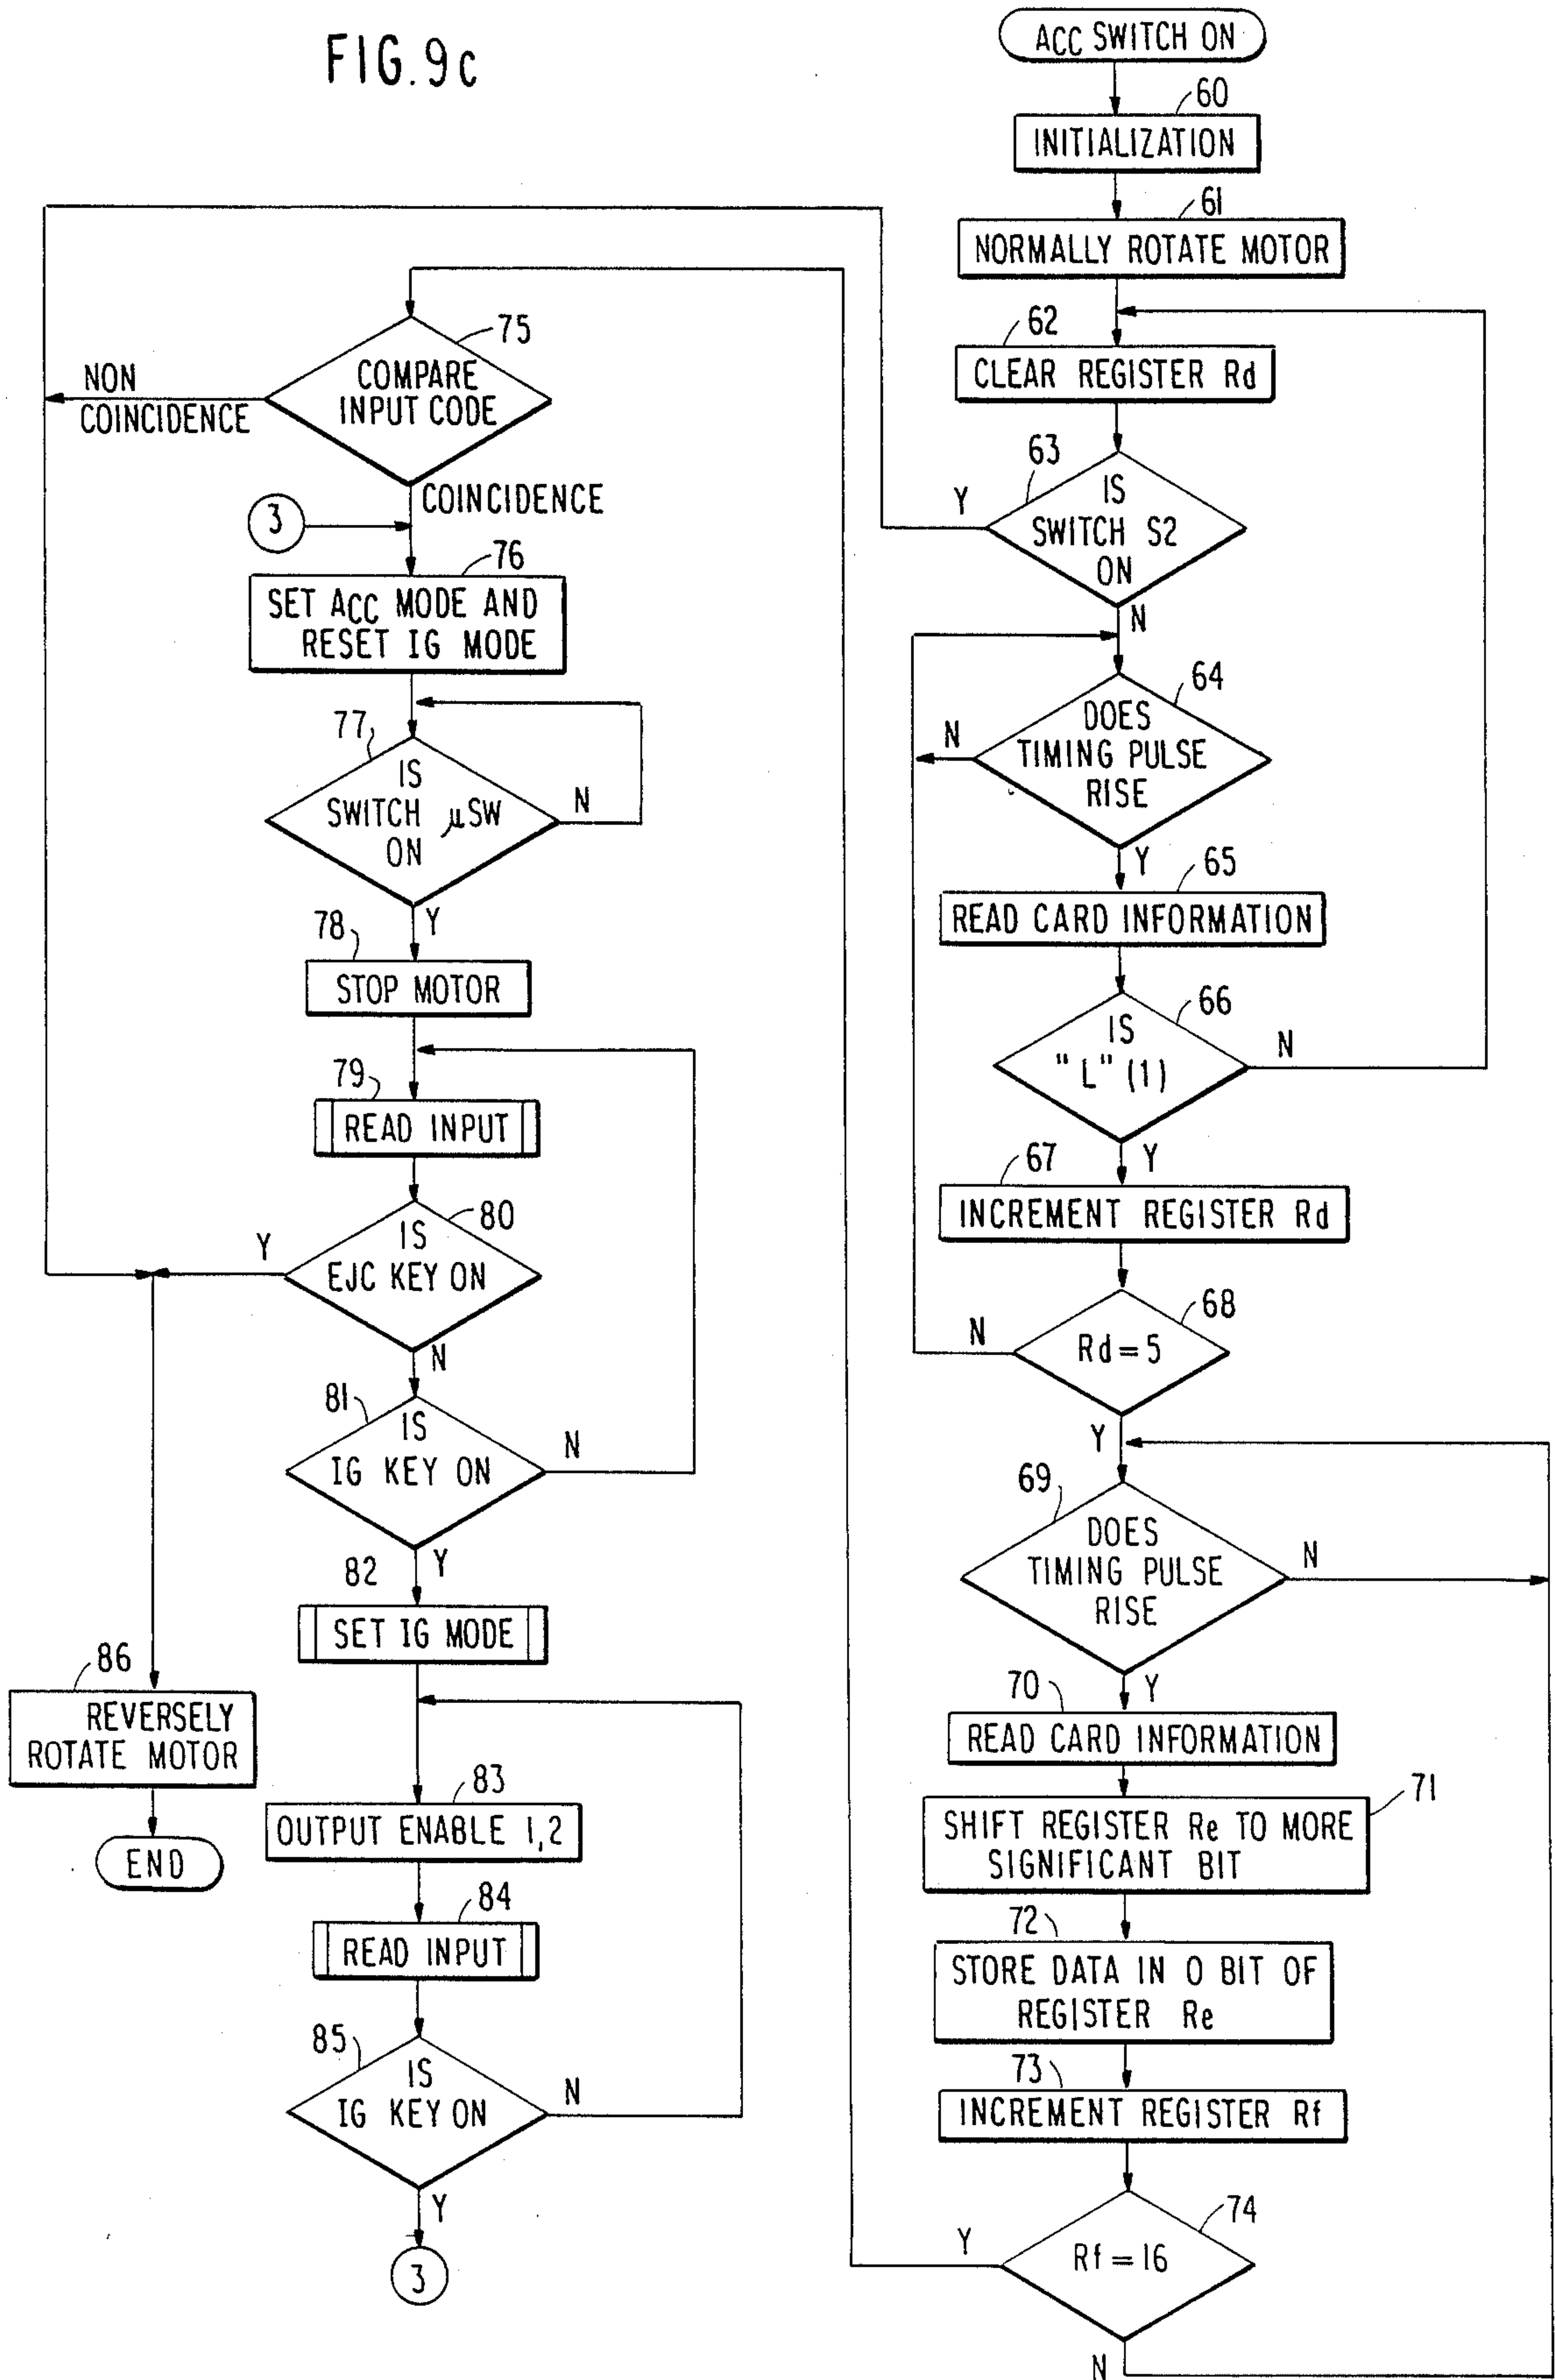 FIG. 9c
ACC SWITCH ON
60
INITIALIZATION
61
NORMALLY ROTATE MOTOR
62
CLEAR REGISTER Rd
63
IS
SWITCH S2
ON
Y
N
64
DOES
TIMING PULSE
RISE
N
Y
65
READ CARD INFORMATION
66
IS
"L" (1)
N
Y
67
INCREMENT REGISTER Rd
68
Rd = 5
N
Y
69
DOES
TIMING PULSE
RISE
N
Y
70
READ CARD INFORMATION
71
SHIFT REGISTER Re TO MORE
SIGNIFICANT BIT
72
STORE DATA IN 0 BIT OF
REGISTER Re
73
INCREMENT REGISTER Rf
74
Rf = 16
Y
N
75
COMPARE
INPUT CODE
NON
COINCIDENCE
COINCIDENCE
3
76
SET ACC MODE AND
RESET IG MODE
77
IS
SWITCH μSW
ON
N
Y
78
STOP MOTOR
79
READ INPUT
80
IS
EJC KEY ON
Y
N
81
IS
IG KEY ON
N
Y
82
SET IG MODE
83
OUTPUT ENABLE 1,2
84
READ INPUT
85
IS
IG KEY ON
N
Y
3
86
REVERSELY
ROTATE MOTOR
END